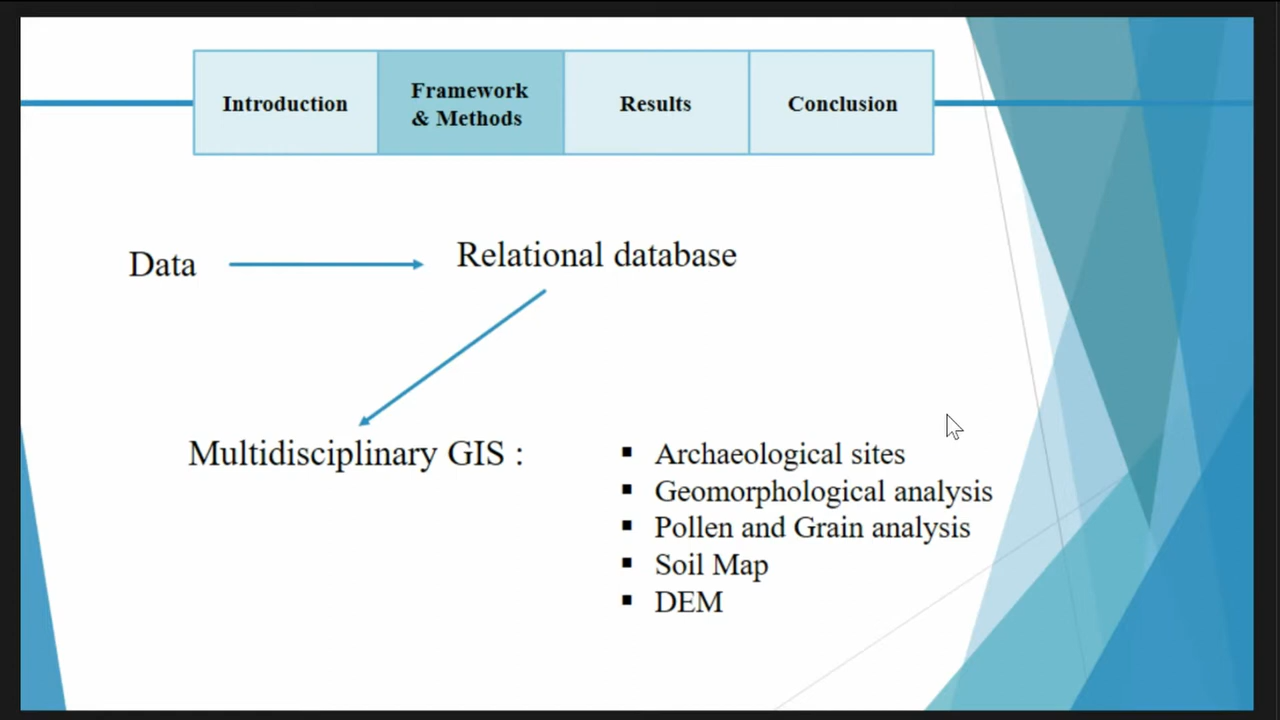 Introduction
Framework
& Methods
Results
Conclusion
Data
Relational database
Multidisciplinary GIS :
▪ Archaeological sites
▪ Geomorphological analysis
▪ Pollen and Grain analysis
▪ Soil Map
▪ DEM